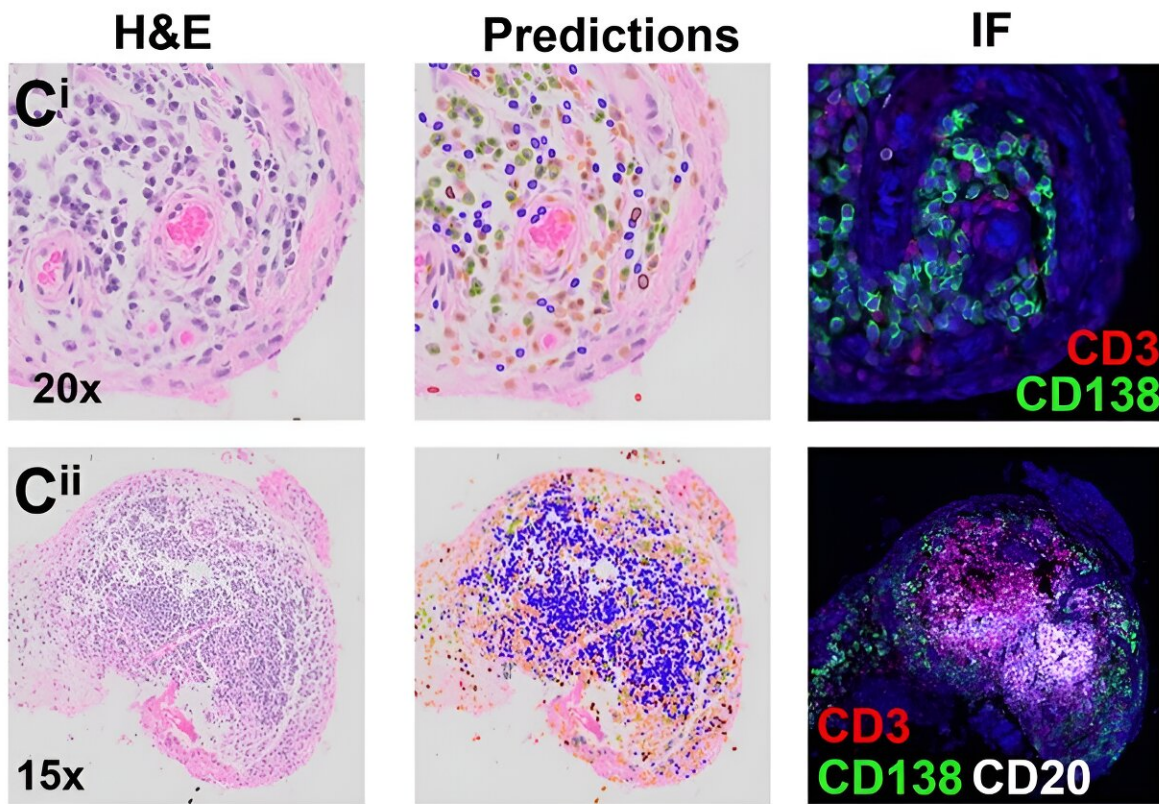 H&E
Predictions
IF
Cⁱ
20x
CD3
CD138
Cⁱⁱ
15x
CD3
CD138 CD20